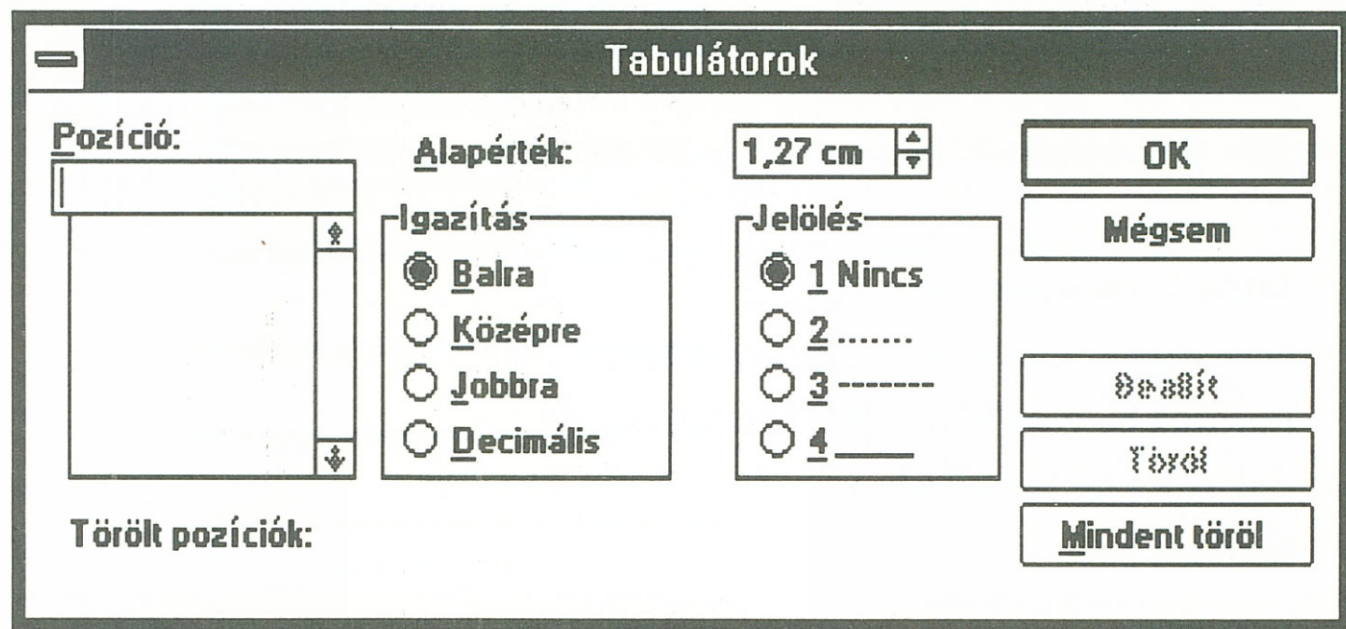 Tabulátorok
Pozíció:
Alapérték:
1,27 cm
OK
Mégsem
Igazítás
Balra
Középre
Jobbra
Decimális
Jelölés
1 Nincs
2 .......
3 -------
4 _____
Beállít
Töröl
Mindent töröl
Törölt pozíciók: